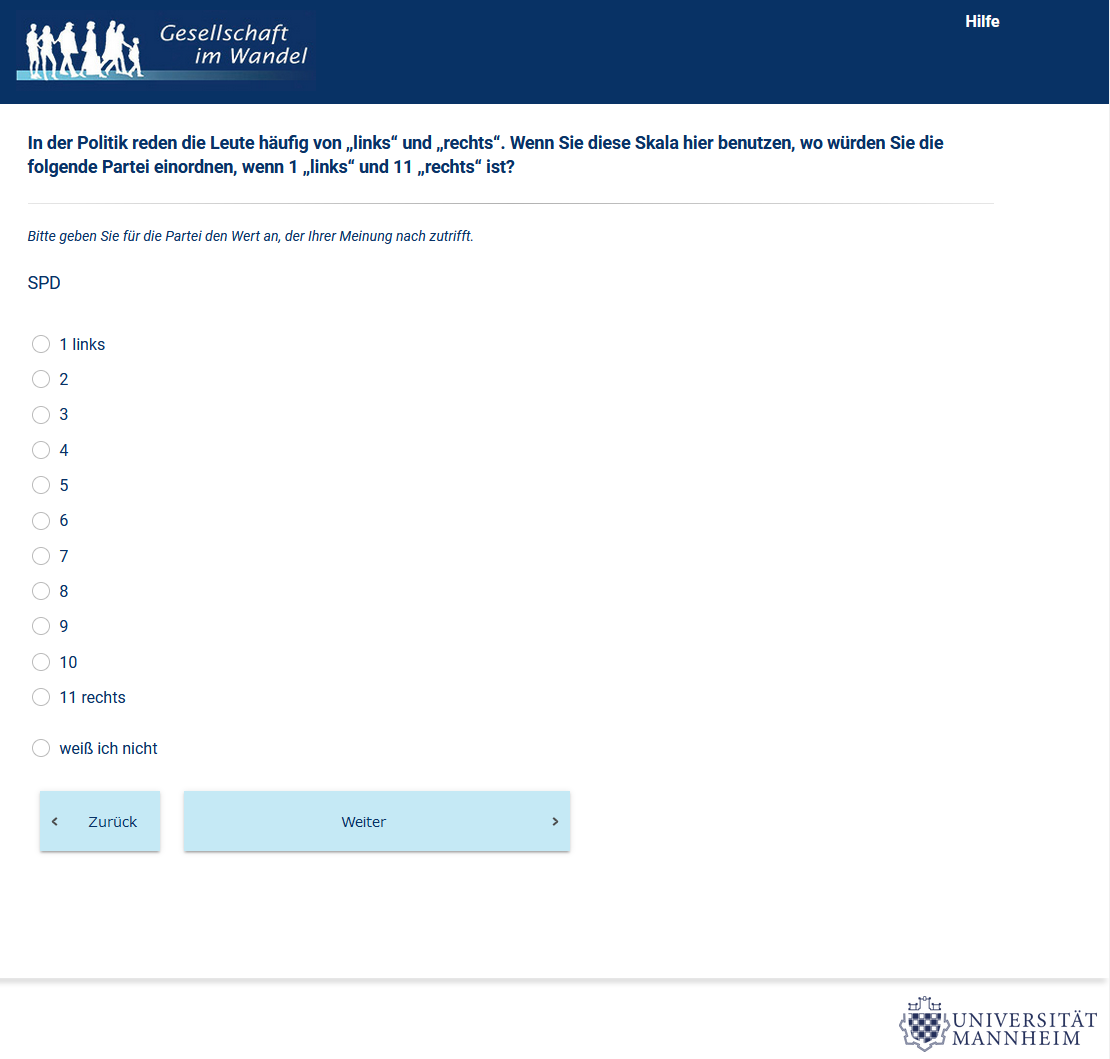 Gesellschaft
im Wandel
Hilfe
In der Politik reden die Leute häufig von „links“ und „rechts“. Wenn Sie diese Skala hier benutzen, wo würden Sie die
folgende Partei einordnen, wenn 1 „links“ und 11 „rechts“ ist?
Bitte geben Sie für die Partei den Wert an, der Ihrer Meinung nach zutrifft.
SPD
1 links
2
3
4
5
6
7
8
9
10
11 rechts
weiß ich nicht
‹ Zurück
Weiter ›
UNIVERSITÄT
MANNHEIM